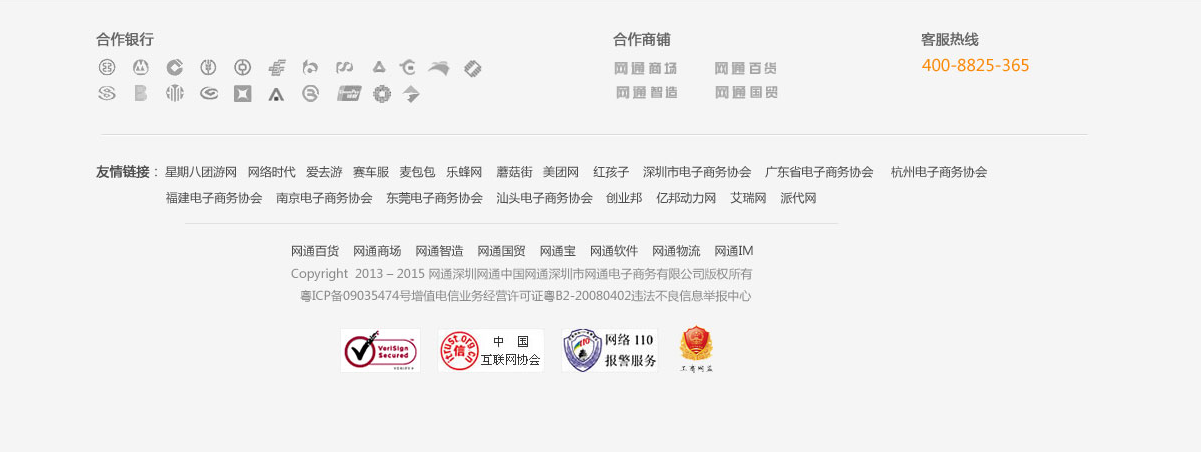 合作银行 合作商铺 客服热线
网通商场 网通百货 400-8825-365
网通智造 网通国贸
友情链接： 星期八团游网 网络时代 爱去游 赛车服 麦包包 乐蜂网 蘑菇街 美团网 红孩子 深圳市电子商务协会 广东省电子商务协会 杭州电子商务协会
福建电子商务协会 南京电子商务协会 东莞电子商务协会 汕头电子商务协会 创业邦 亿邦动力网 艾瑞网 派代网
网通百货 网通商场 网通智造 网通国贸 网通宝 网通软件 网通物流 网通IM
Copyright 2013 – 2015 网通深圳网通中国网通深圳市网通电子商务有限公司版权所有
粤ICP备09035474号增值电信业务经营许可证粤B2-20080402违法不良信息举报中心
VeriSign Secured itrust.org.cn 信 中国 互联网协会 110 网络110 报警服务 工商网监